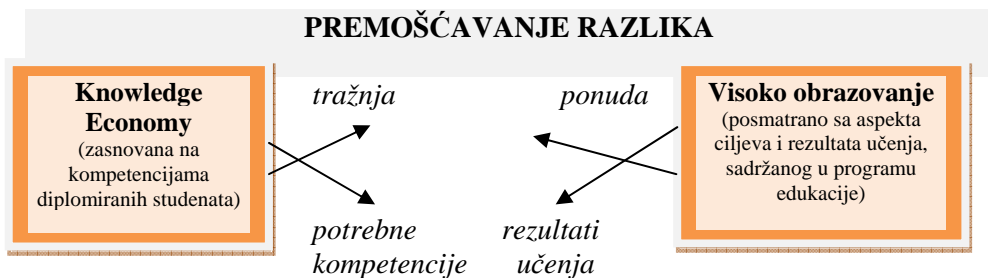 PREMOŠĆAVANJE RAZLIKA
Knowledge
Economy
(zasnovana na
kompetencijama
diplomiranih studenata)
tražnja
ponuda
potrebne
kompetencije
rezultati
učenja
Visoko obrazovanje
(posmatrano sa aspekta
ciljeva i rezultata učenja,
sadržanog u programu
edukacije)